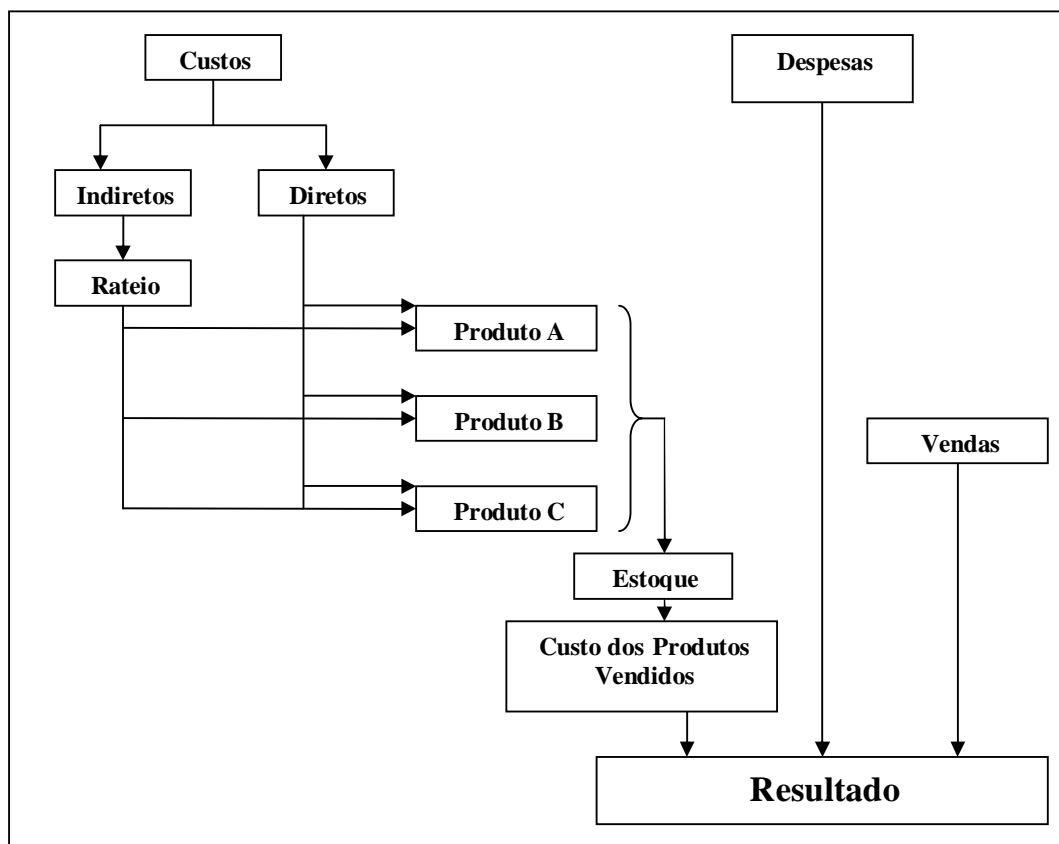 Custos
Despesas
Indiretos
Diretos
Rateio
Produto A
Produto B
Vendas
Produto C
Estoque
Custo dos Produtos
Vendidos
Resultado